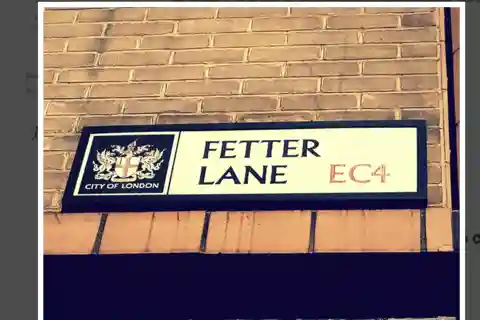 FETTER
LANE EC4
CITY OF LONDON